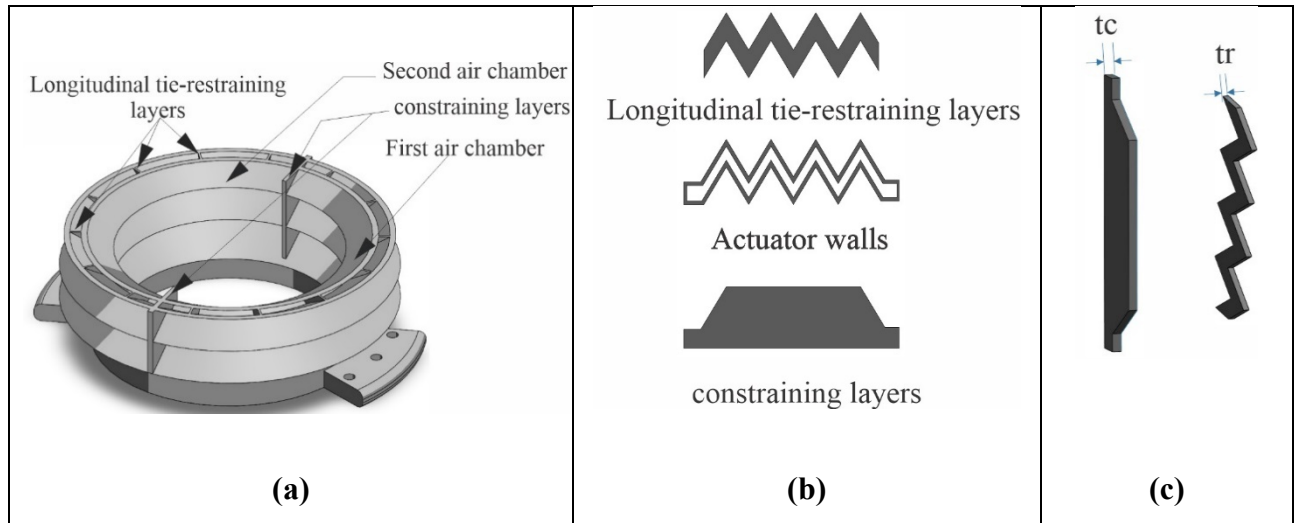 Second air chamber
Longitudinal tie-restraining
layers
constraining layers
First air chamber
(a)
Longitudinal tie-restraining layers
Actuator walls
constraining layers
(b)
tc
tr
(c)